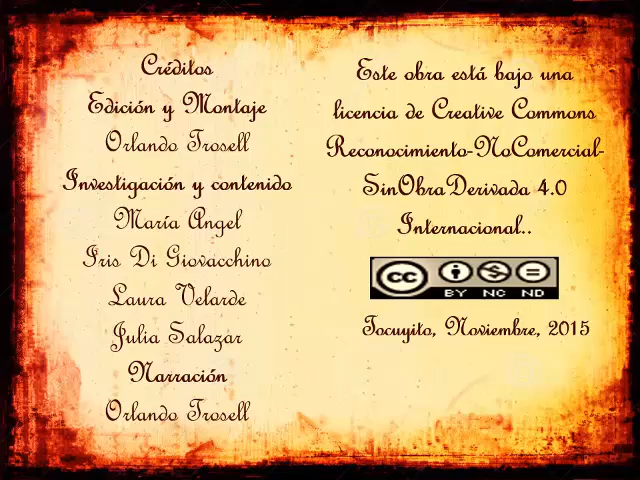 Créditos
Edición y Montaje
Orlando Trosell
Investigación y contenido
María Angel
Iris Di Giovacchino
Laura Velarde
Julia Salazar
Narración
Orlando Trosell
Este obra está bajo una
licencia de Creative Commons
Reconocimiento-NoComercial-
SinObraDerivada 4.0
Internacional..
cc
BY NC ND
Tocuyito, Noviembre, 2015